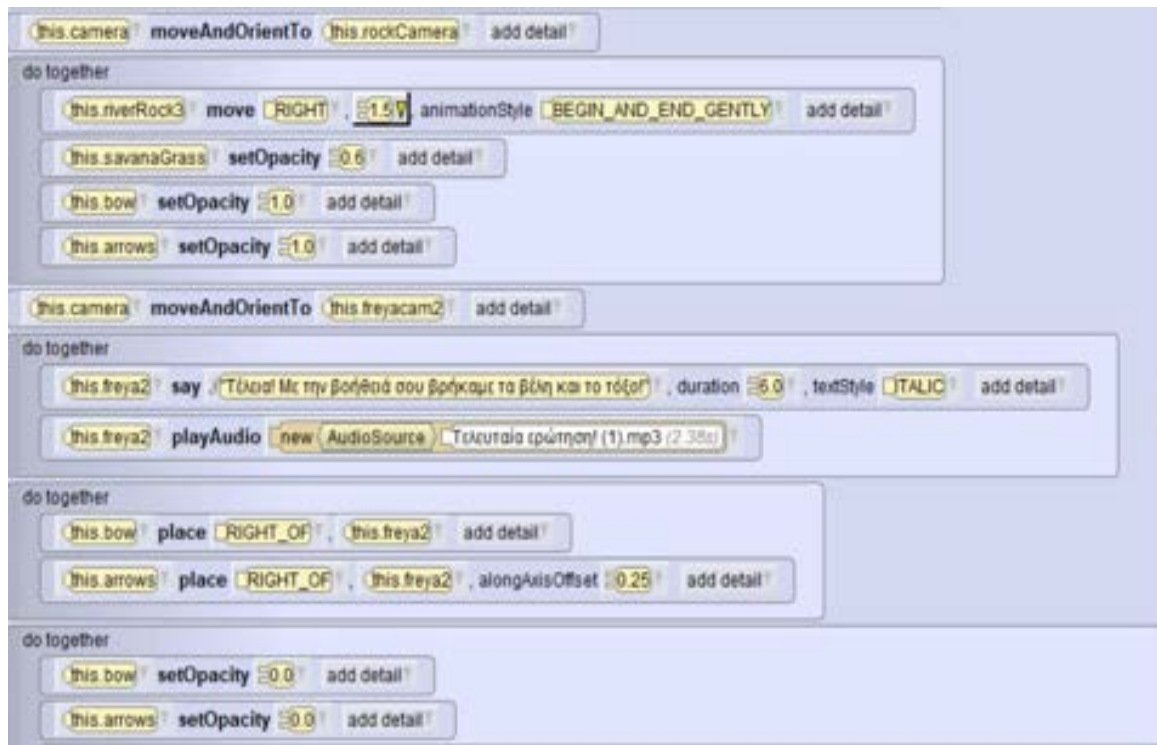 this.camera moveAndOrientTo this.rockCamera add detail
do together
this.riverRock3 move RIGHT , 1.5 , animationStyle BEGIN_AND_END_GENTLY add detail
this.savanaGrass setOpacity 0.6 add detail
this.bow setOpacity 1.0 add detail
this.arrows setOpacity 1.0 add detail
this.camera moveAndOrientTo this.freyacam2 add detail
do together
this.freya2 say "Τέλεια! Με την βοήθειά σου βρήκαμε τα βέλη και το τόξο!" , duration 6.0 , textStyle ITALIC add detail
this.freya2 playAudio new AudioSource Τελευταία ερώτηση! (1).mp3 (2.38s)
do together
this.bow place RIGHT_OF , this.freya2 add detail
this.arrows place RIGHT_OF , this.freya2 , alongAxisOffset 0.25 add detail
do together
this.bow setOpacity 0.0 add detail
this.arrows setOpacity 0.0 add detail